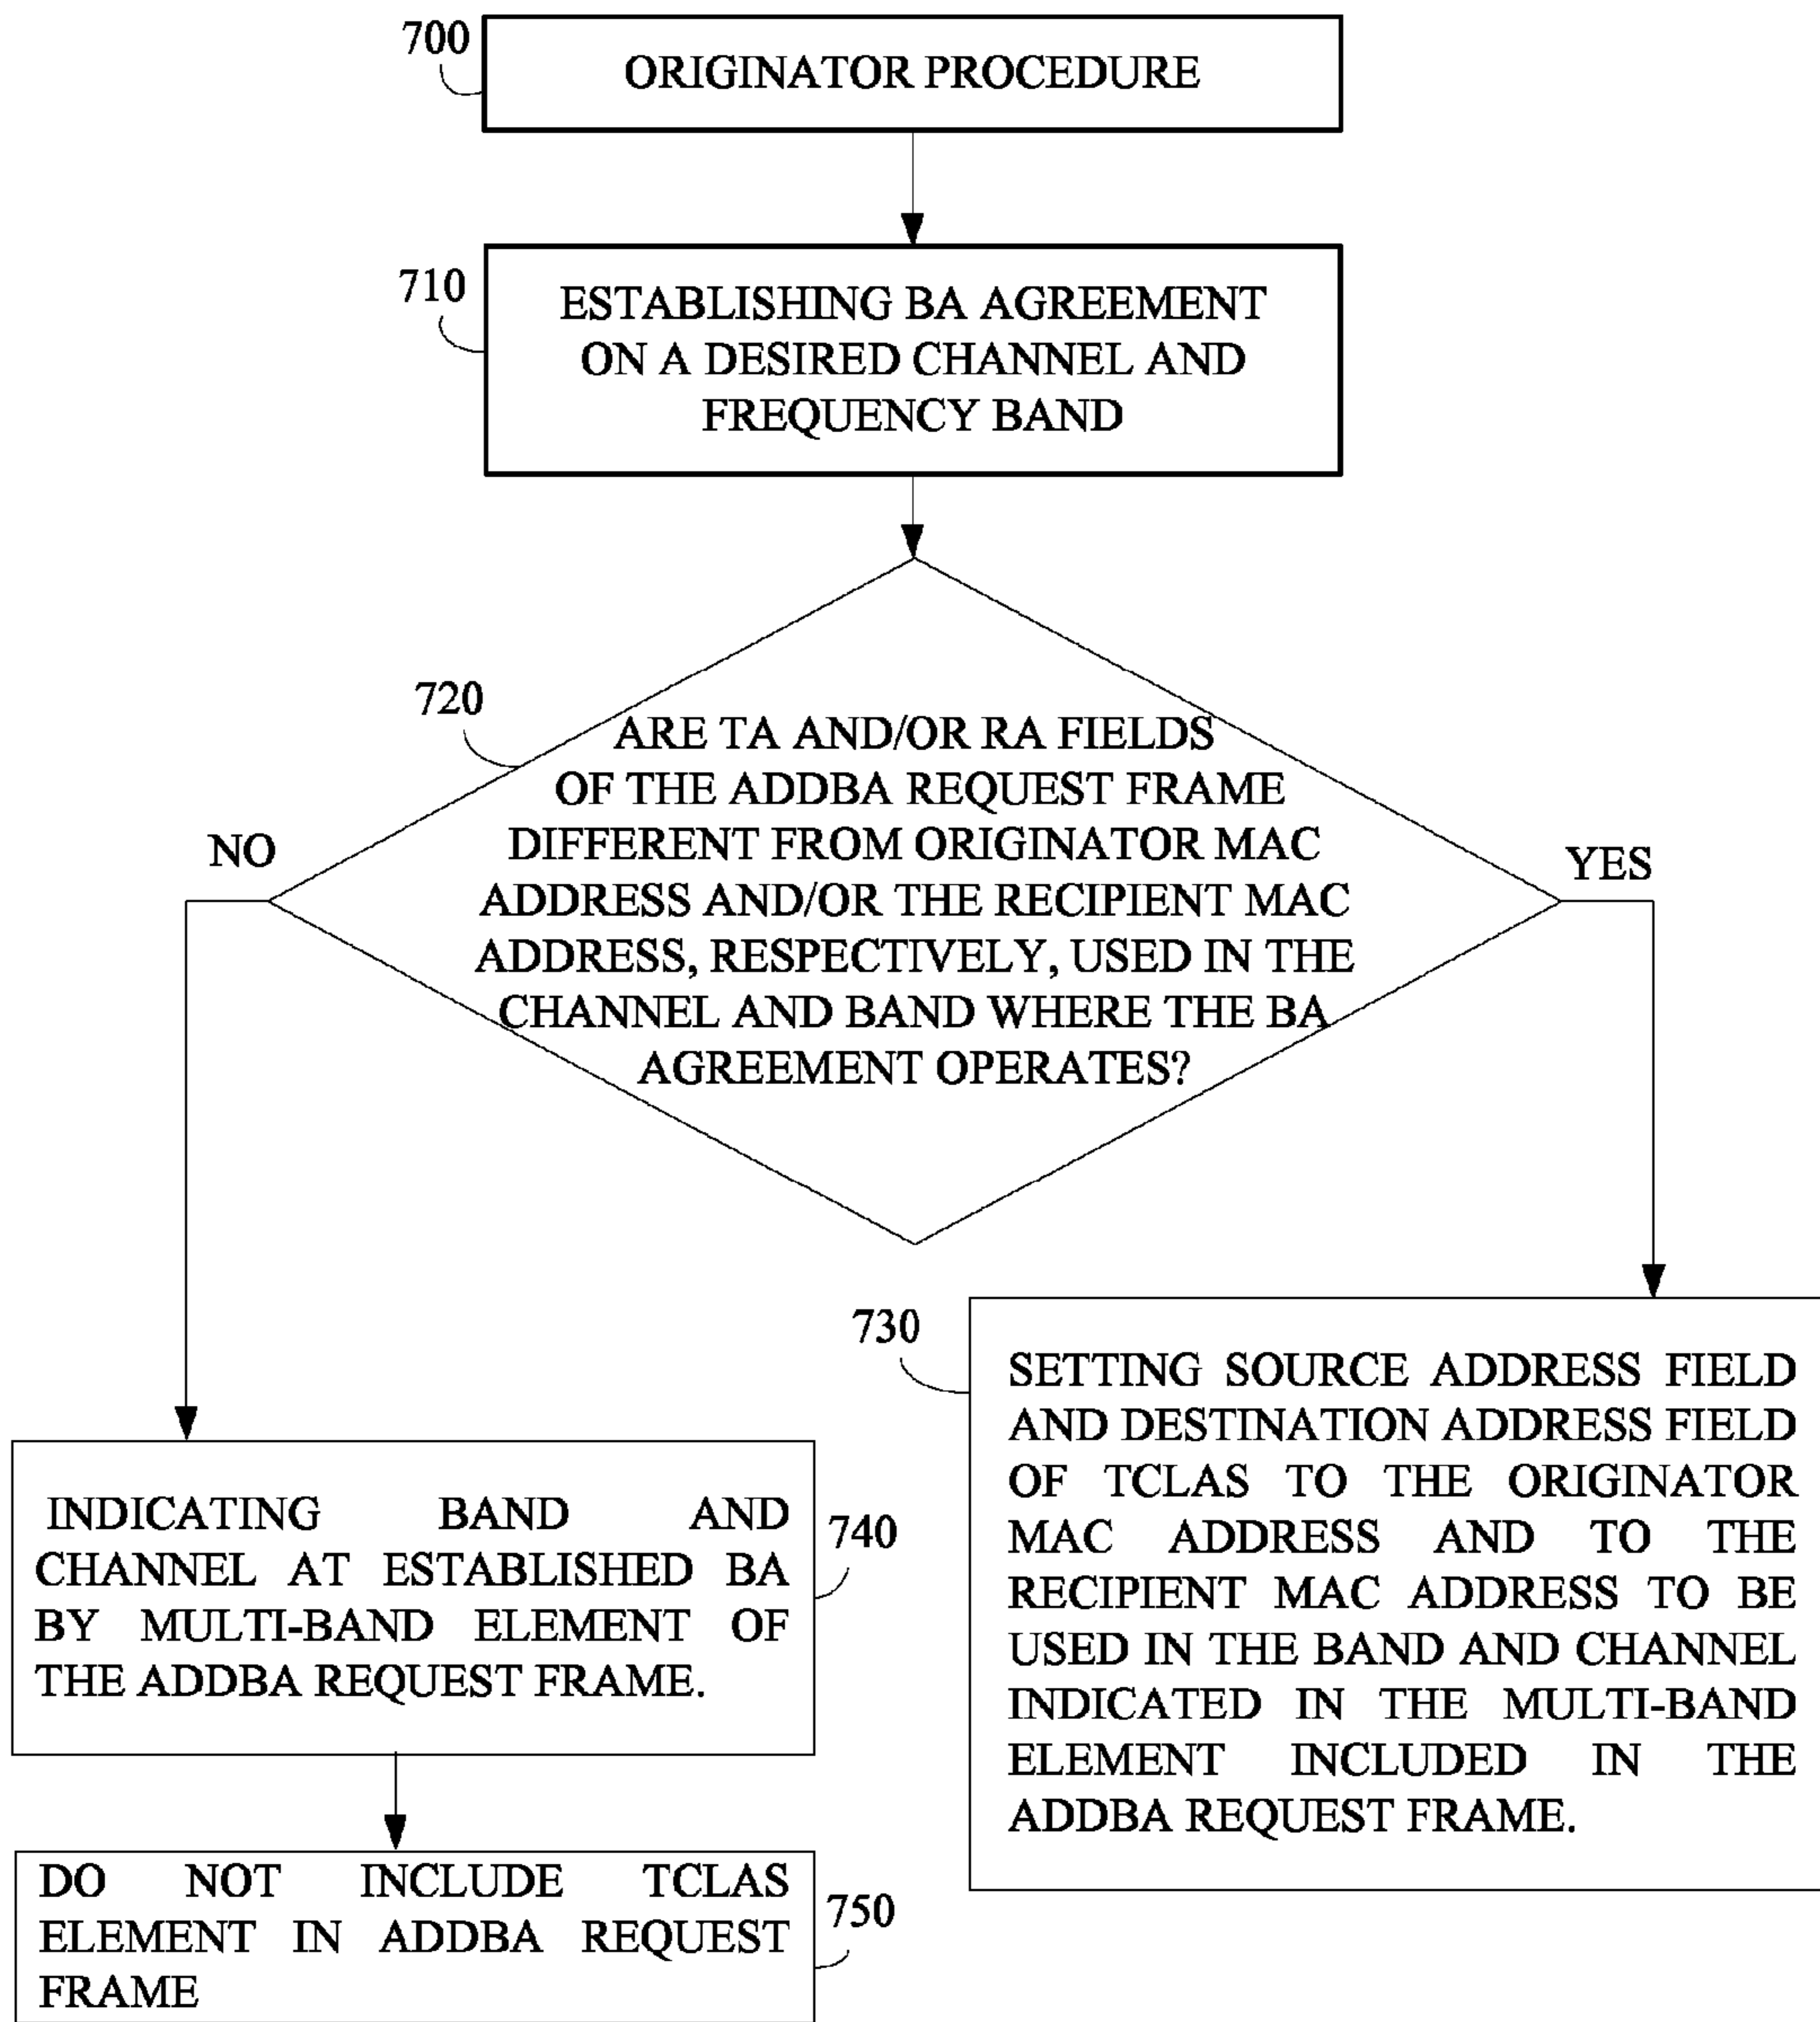 700
ORIGINATOR PROCEDURE
710
ESTABLISHING BA AGREEMENT
ON A DESIRED CHANNEL AND
FREQUENCY BAND
720
ARE TA AND/OR RA FIELDS
OF THE ADDBA REQUEST FRAME
DIFFERENT FROM ORIGINATOR MAC
ADDRESS AND/OR THE RECIPIENT MAC
ADDRESS, RESPECTIVELY, USED IN THE
CHANNEL AND BAND WHERE THE BA
AGREEMENT OPERATES?
NO
YES
730
SETTING SOURCE ADDRESS FIELD
AND DESTINATION ADDRESS FIELD
OF TCLAS TO THE ORIGINATOR
MAC ADDRESS AND TO THE
RECIPIENT MAC ADDRESS TO BE
USED IN THE BAND AND CHANNEL
INDICATED IN THE MULTI-BAND
ELEMENT INCLUDED IN THE
ADDBA REQUEST FRAME.
INDICATING BAND AND
CHANNEL AT ESTABLISHED BA
BY MULTI-BAND ELEMENT OF
THE ADDBA REQUEST FRAME.
740
DO NOT INCLUDE TCLAS
ELEMENT IN ADDBA REQUEST
FRAME
750